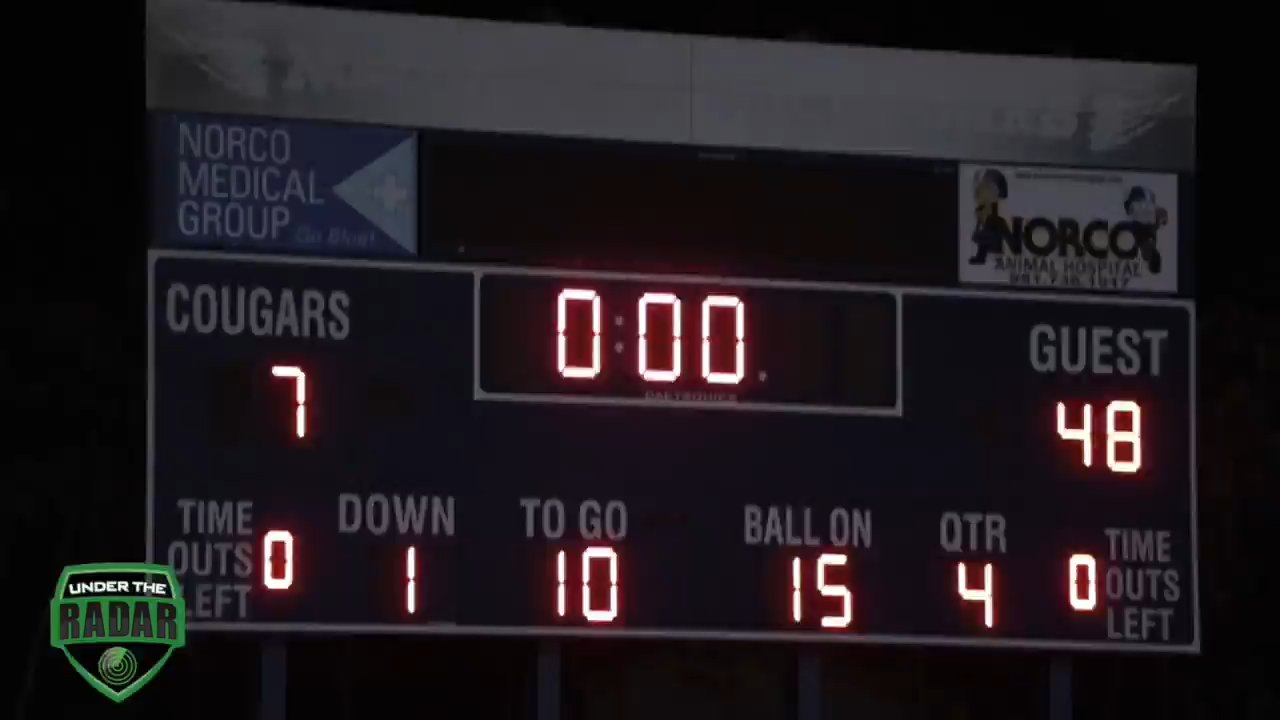 NORCO
MEDICAL
GROUP Go Blue!
NORCO
ANIMAL HOSPITAL
COUGARS
0:00
GUEST
7
48
TIME
OUTS
LEFT
0
DOWN
1
TO GO
10
BALL ON
15
QTR
4
0
TIME
OUTS
LEFT
UNDER THE
RADAR